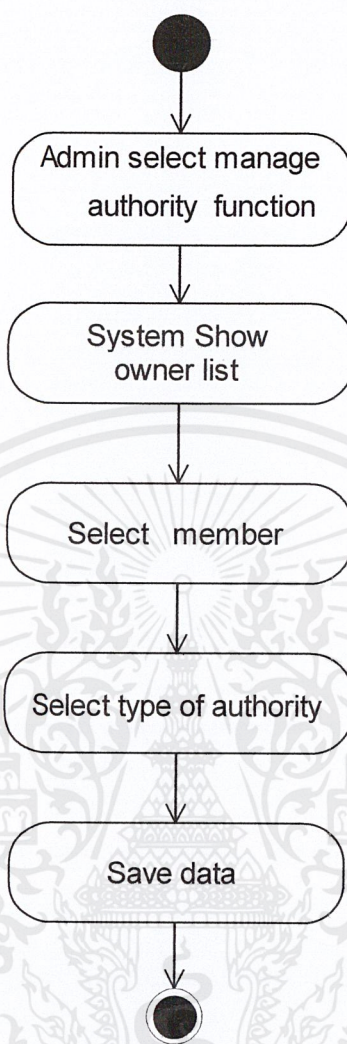 Admin select manage
authority function
System Show
owner list
Select member
Select type of authority
Save data